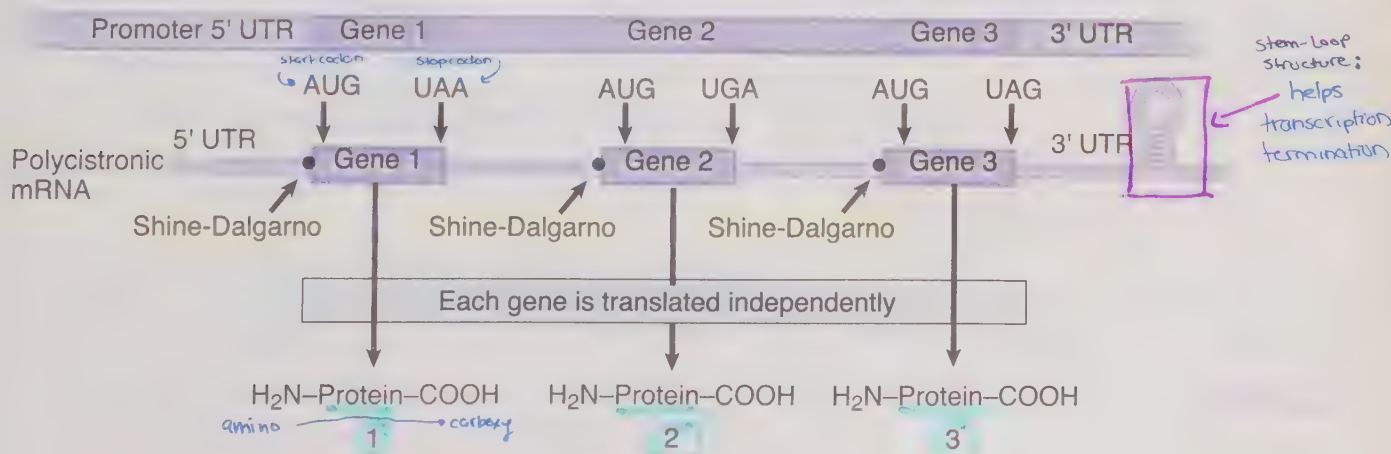 Promoter 5' UTR Gene 1 Gene 2 Gene 3 3' UTR
start codon stop codon
AUG UAA AUG UGA AUG UAG
stem-loop
structure:
helps
transcription
termination
5' UTR 3' UTR
Polycistronic
mRNA
Gene 1 Gene 2 Gene 3
Shine-Dalgarno Shine-Dalgarno Shine-Dalgarno
Each gene is translated independently
H₂N–Protein–COOH H₂N–Protein–COOH H₂N–Protein–COOH
amino carboxy
1 2 3